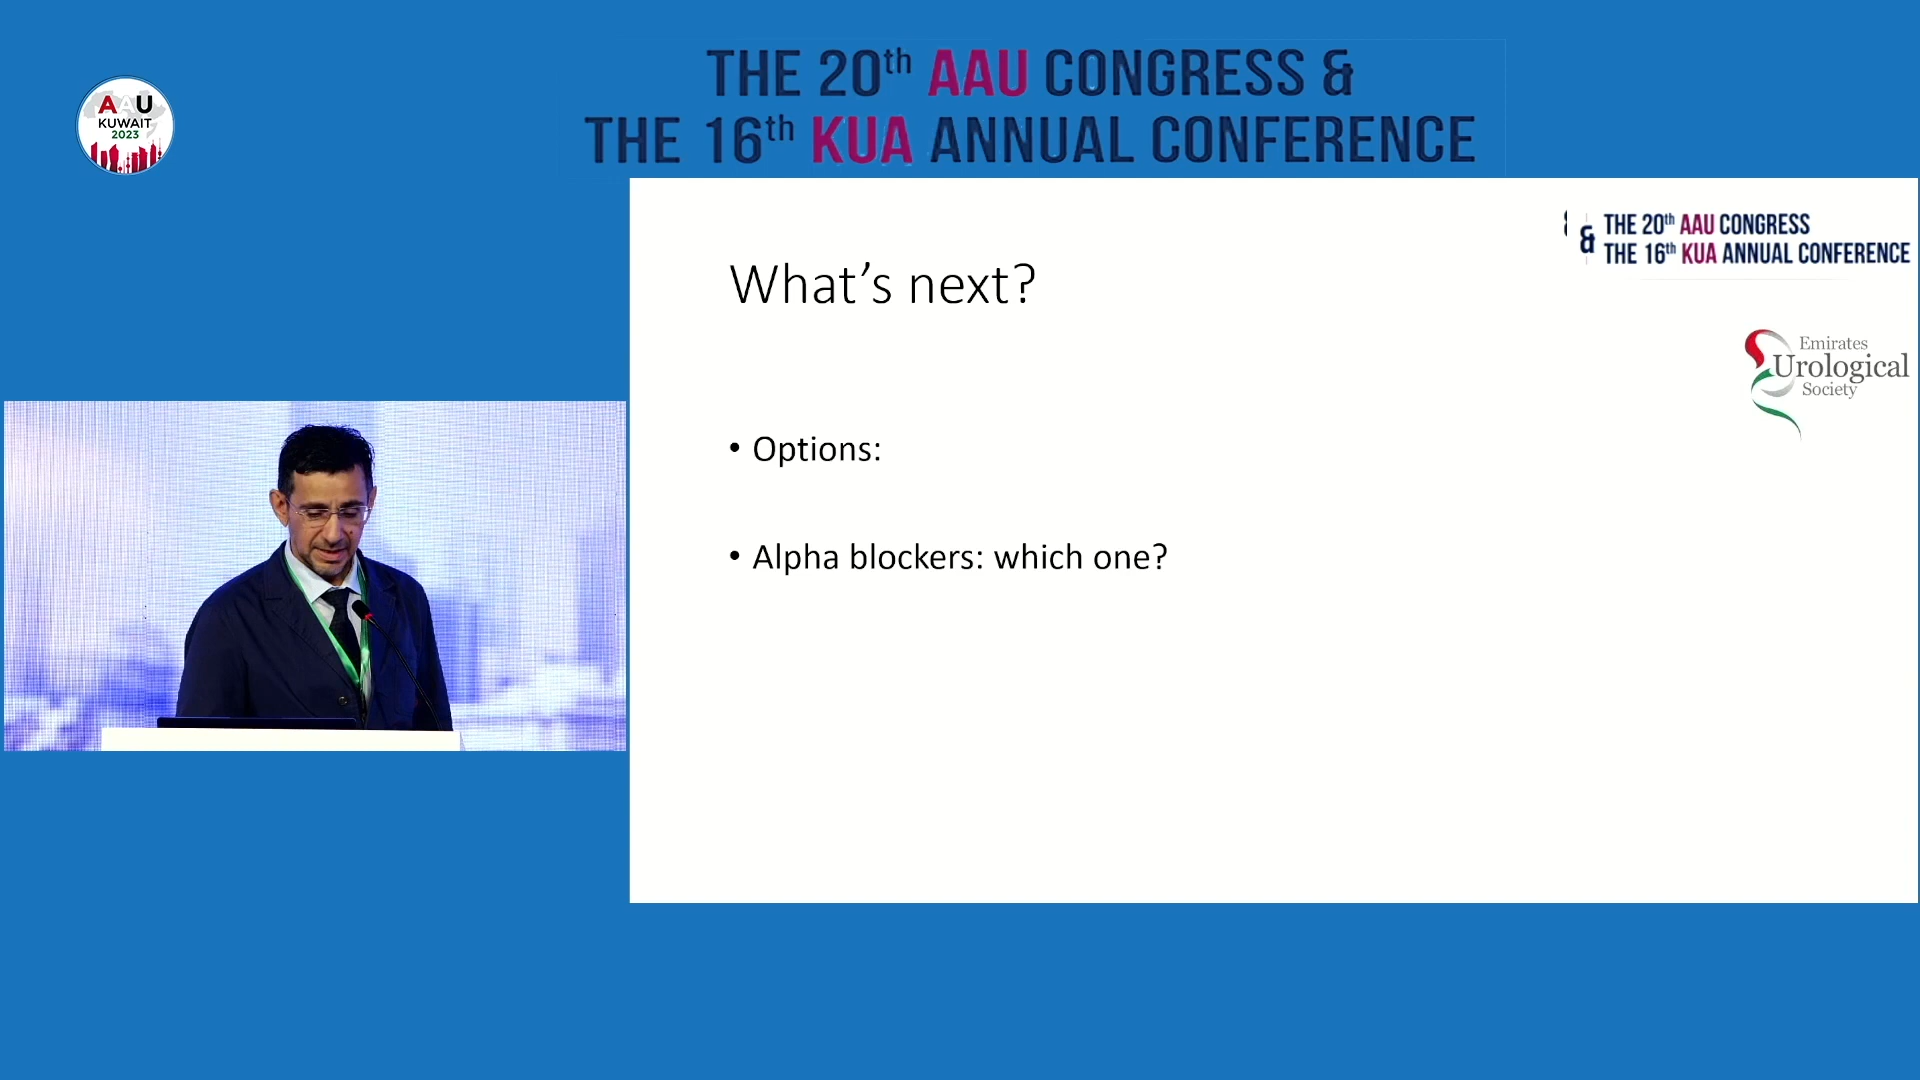 AAU
KUWAIT
2023
THE 20th AAU CONGRESS &
THE 16th KUA ANNUAL CONFERENCE
& THE 20th AAU CONGRESS
THE 16th KUA ANNUAL CONFERENCE
What's next?
Emirates
Urological
Society
• Options:
• Alpha blockers: which one?